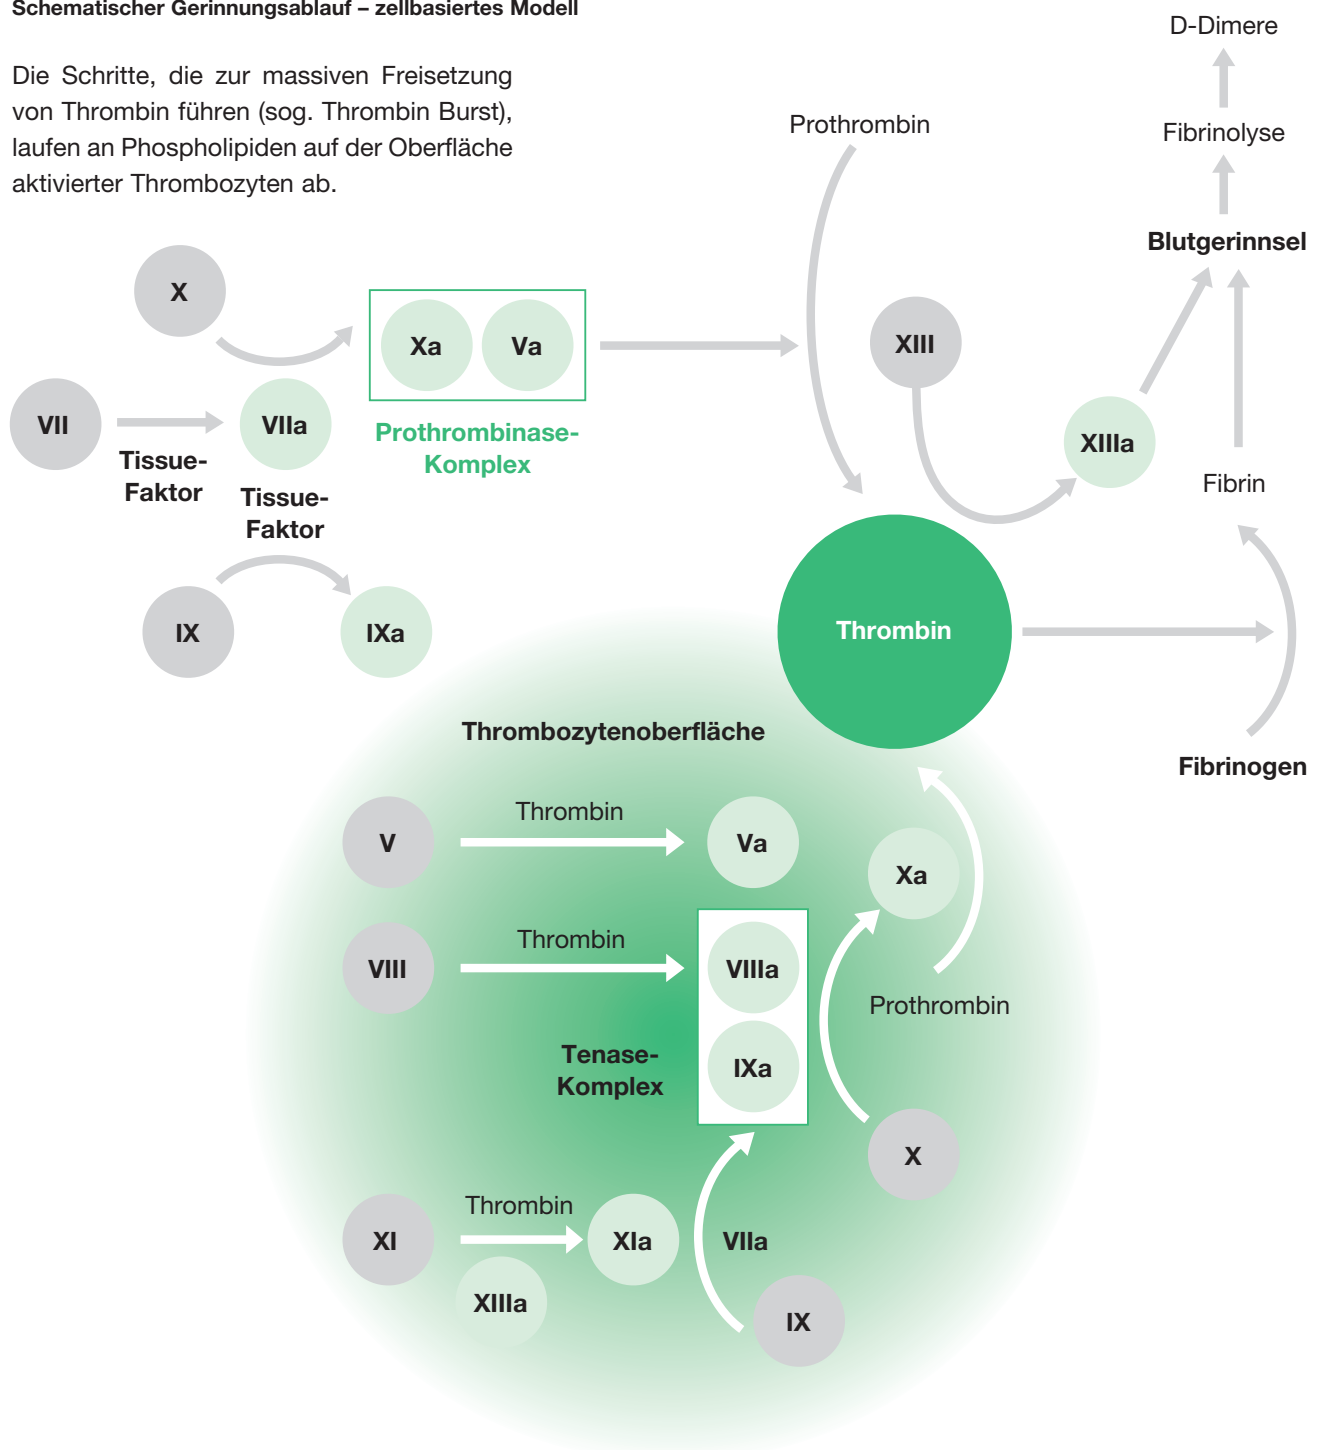 Schematischer Gerinnungsablauf – zellbasiertes Modell
Die Schritte, die zur massiven Freisetzung
von Thrombin führen (sog. Thrombin Burst),
laufen an Phospholipiden auf der Oberfläche
aktivierter Thrombozyten ab.
D-Dimere
Fibrinolyse
Blutgerinnsel
Prothrombin
X
Xa
Va
XIII
VII
VIIa
Prothrombinase-
Komplex
XIIIa
Tissue-
Faktor
Tissue-
Faktor
Fibrin
IX
IXa
Thrombin
Thrombozytenoberfläche
Fibrinogen
V
Thrombin
Va
Xa
VIII
Thrombin
VIIIa
Prothrombin
Tenase-
Komplex
IXa
X
XI
Thrombin
XIa
VIIa
XIIIa
IX